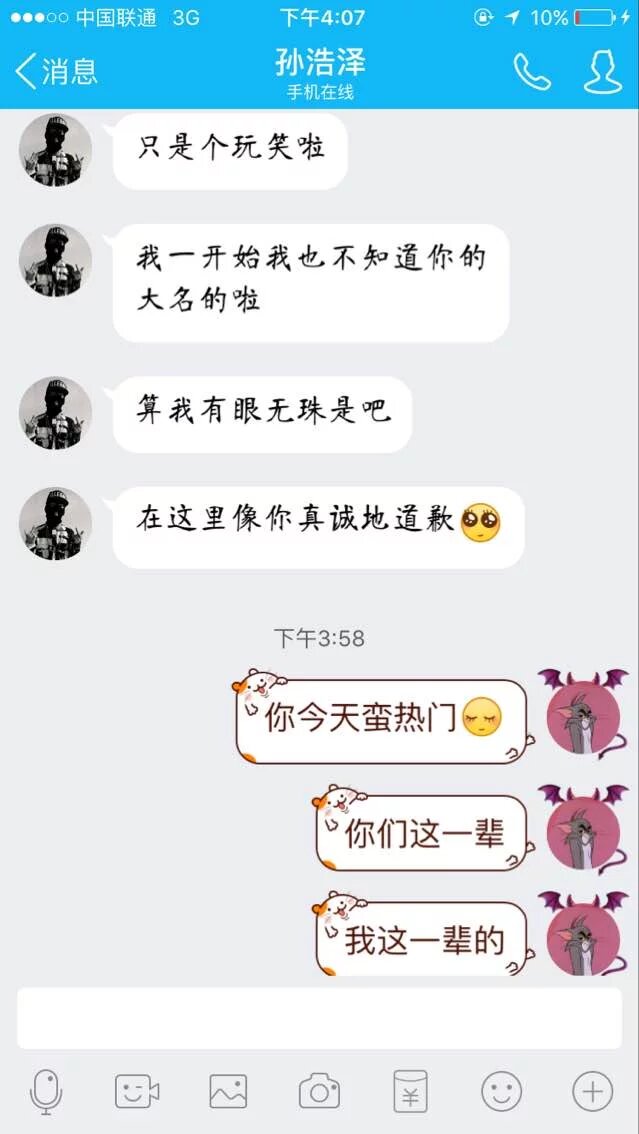 中国联通 3G 下午4:07 10%
消息 孙浩泽
手机在线
只是个玩笑啦
我一开始我也不知道你的
大名的啦
算我有眼无珠是吧
在这里像你真诚地道歉🥺
下午3:58
你今天蛮热门😔
你们这一辈
我这一辈的
¥